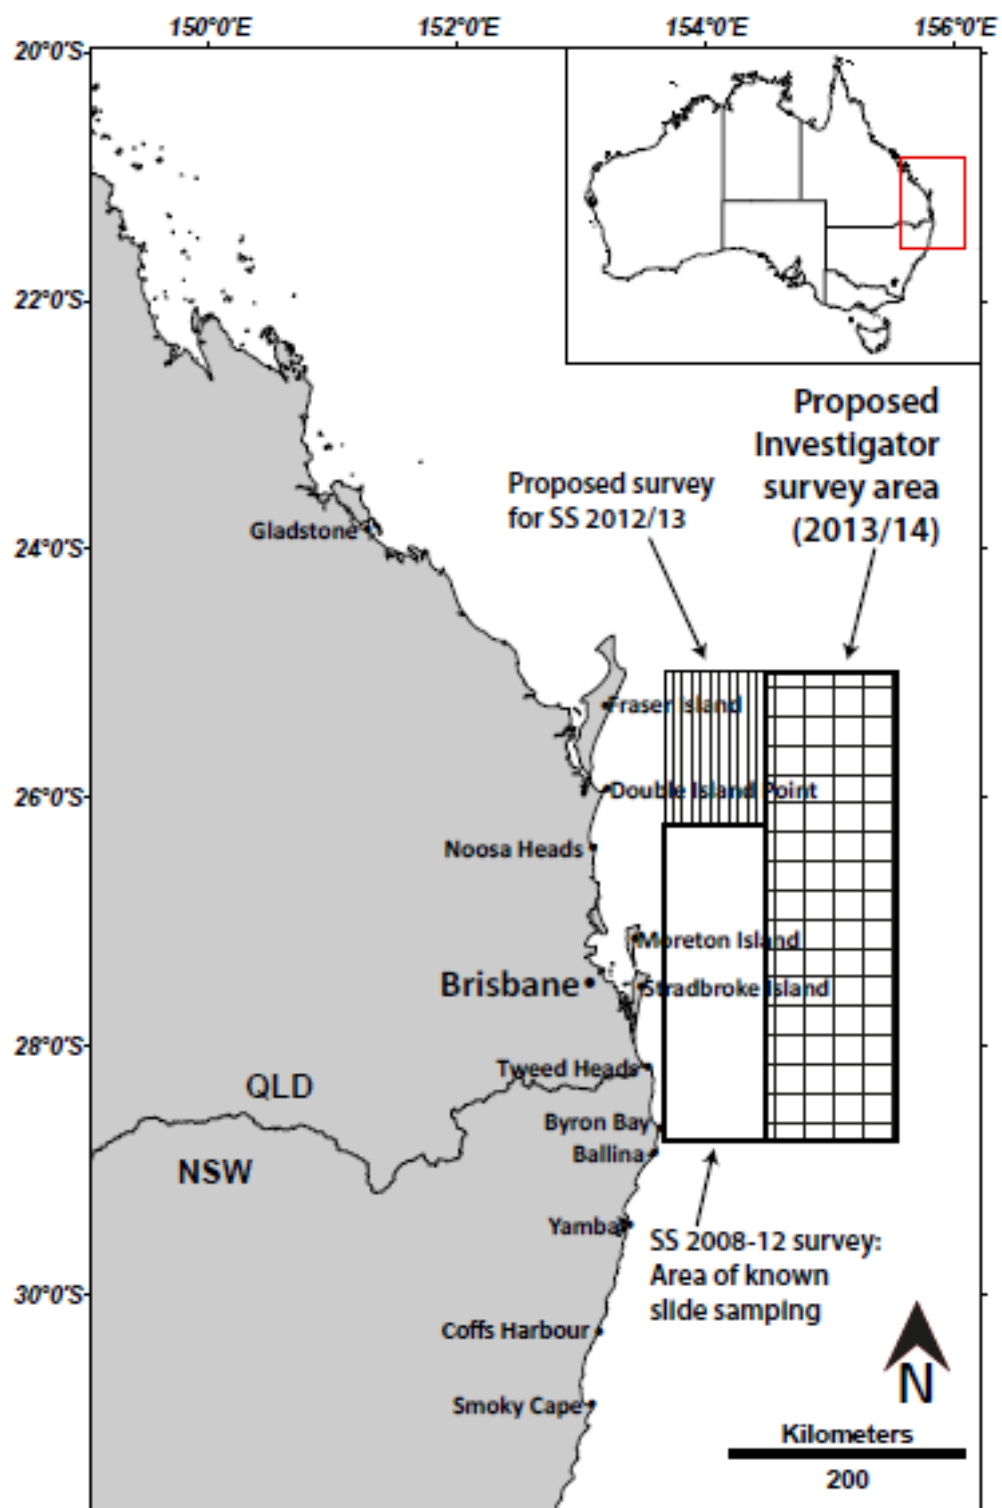 150°0'E 152°0'E 154°0'E 156°0'E
20°0'S
22°0'S
Proposed
Investigator
survey area
(2013/14)
Proposed survey
for SS 2012/13
Gladstone
24°0'S
Fraser Island
Double Island Point
26°0'S
Noosa Heads
Moreton Island
Brisbane
Stradbroke Island
28°0'S
Tweed Heads
QLD
Byron Bay
NSW
Ballina
Yamba
SS 2008-12 survey:
Area of known
slide samping
30°0'S
Coffs Harbour
N
Smoky Cape
Kilometers
200